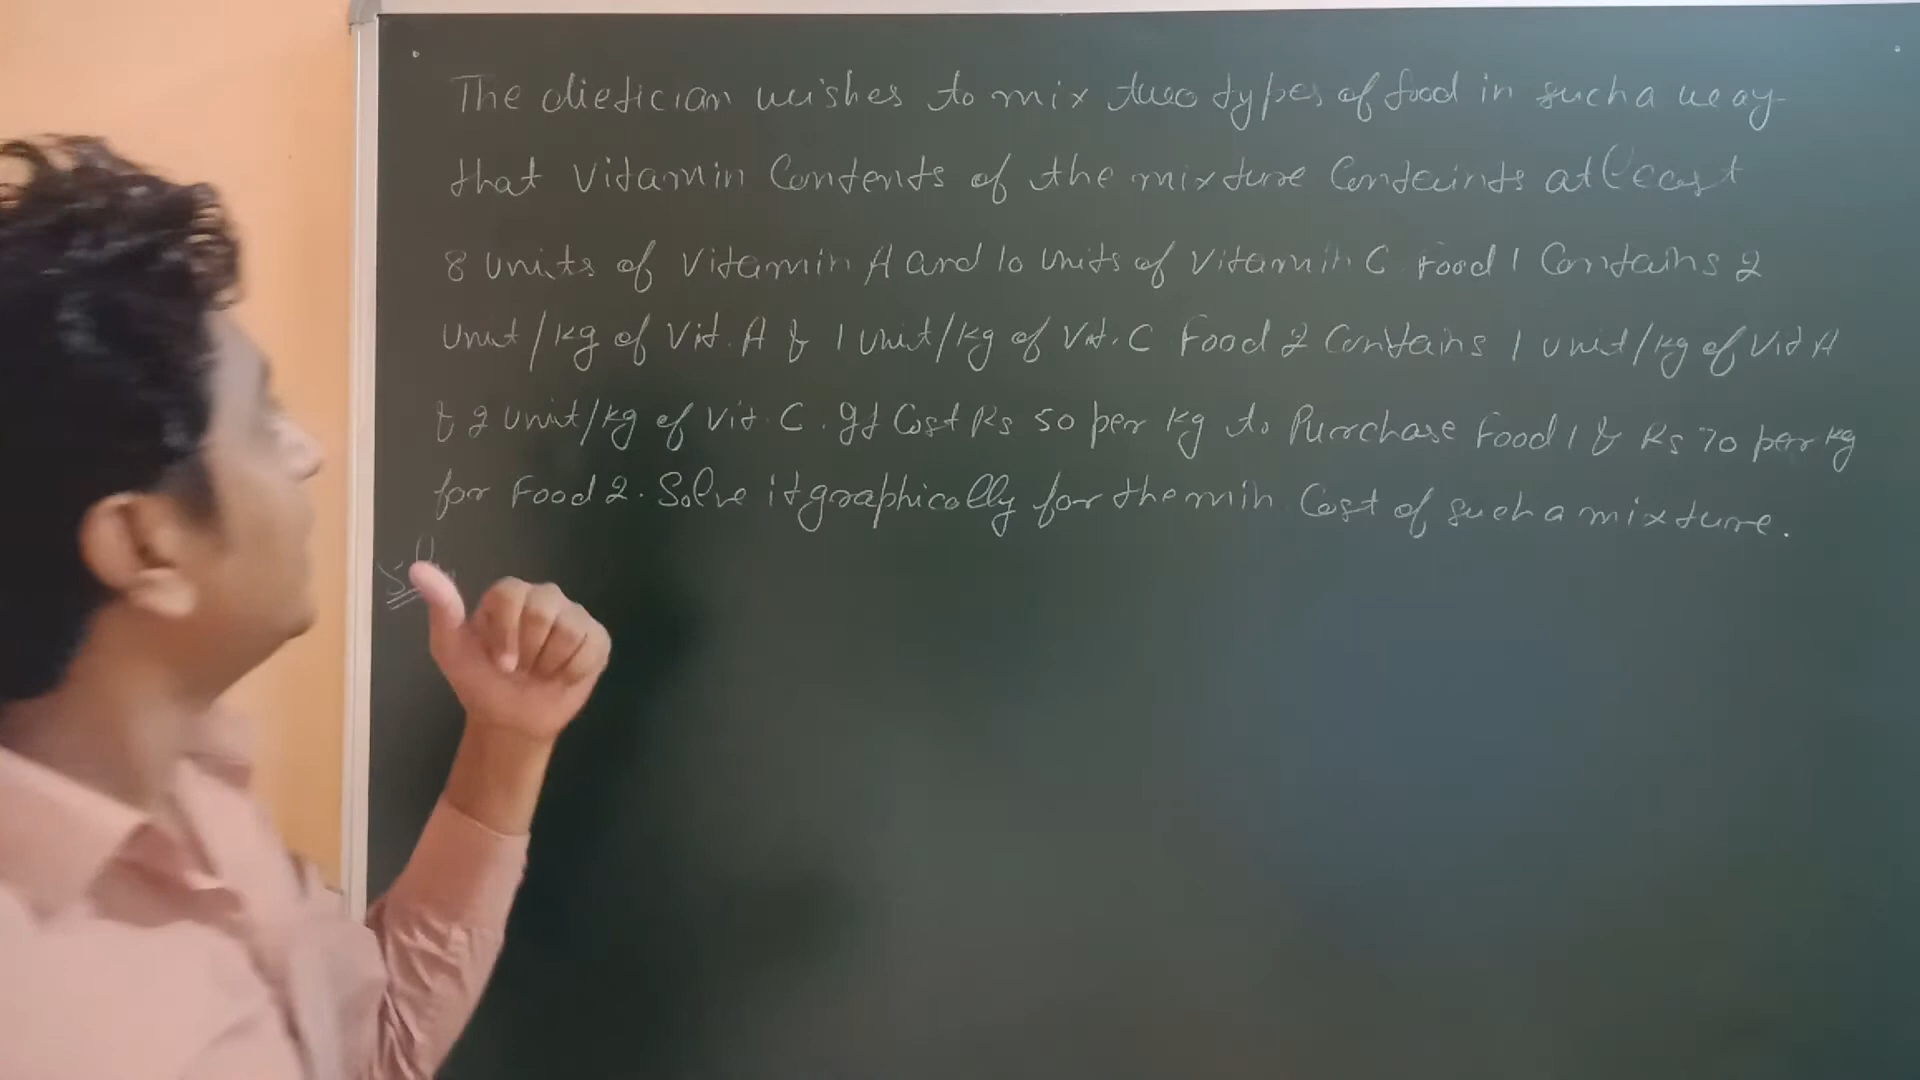 The dietician wishes to mix two types of food in such a way
that Vitamin Contents of the mixture Containts atleast
8 units of Vitamin A and 10 units of Vitamin C Food 1 Contains 2
Unit/kg of Vit. A & 1 unit/kg of Vit. C Food 2 Contains 1 unit/kg of Vit A
& 2 unit/kg of Vit. C. It Cost Rs 50 per kg to Purchase Food 1 & Rs 70 per kg
for Food 2. Solve it graphically for the min Cost of such a mixture.